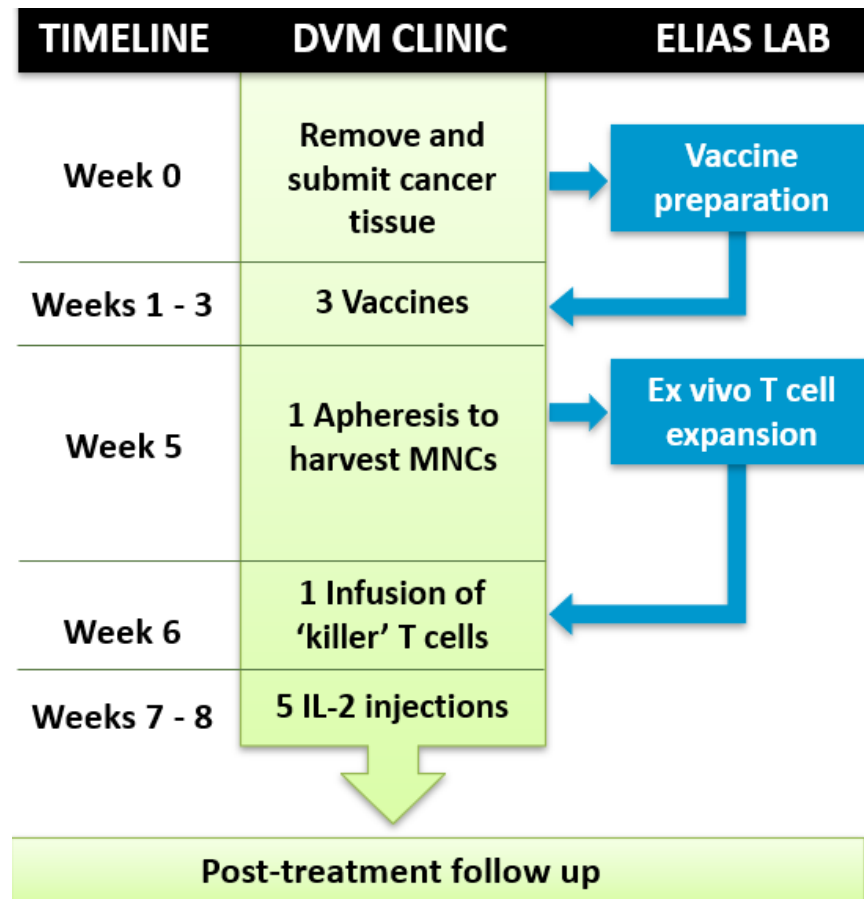 TIMELINE DVM CLINIC ELIAS LAB
Week 0
Remove and
submit cancer
tissue
Vaccine
preparation
Weeks 1 - 3
3 Vaccines
Week 5
1 Apheresis to
harvest MNCs
Ex vivo T cell
expansion
Week 6
1 Infusion of
‘killer’ T cells
Weeks 7 - 8
5 IL-2 injections
Post-treatment follow up